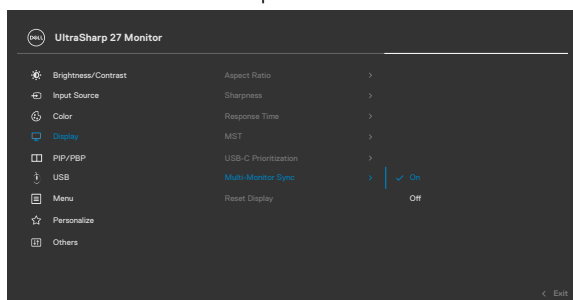 DELL UltraSharp 27 Monitor
Brightness/Contrast Aspect Ratio >
Input Source Sharpness >
Color Response Time >
Display MST >
PIP/PBP USB-C Prioritization >
USB Multi-Monitor Sync > ✓ On
Menu Reset Display Off
Personalize
Others
< Exit